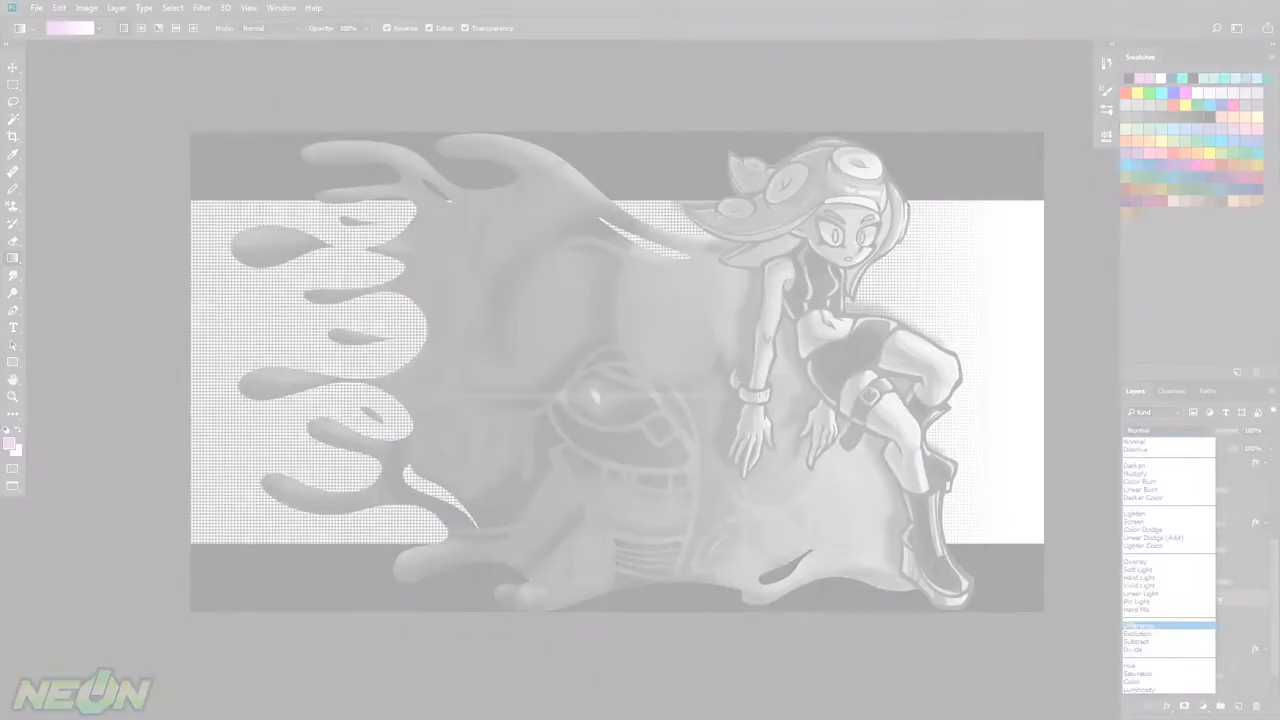 File Edit Image Layer Type Select Filter 3D View Window Help
Mode: Normal Opacity: 100% Reverse Dither Transparency
Swatches
Layers Channels Paths
Kind
Normal 100%
Normal
Dissolve 100%
Darken
Multiply
Color Burn
Linear Burn
Darker Color
Lighten
Screen
Color Dodge
Linear Dodge (Add)
Lighter Color
Overlay
Soft Light
Hard Light
Vivid Light
Linear Light
Pin Light
Hard Mix
Difference
Exclusion
Subtract
Divide
Hue
Saturation
Color
Luminosity
NEON